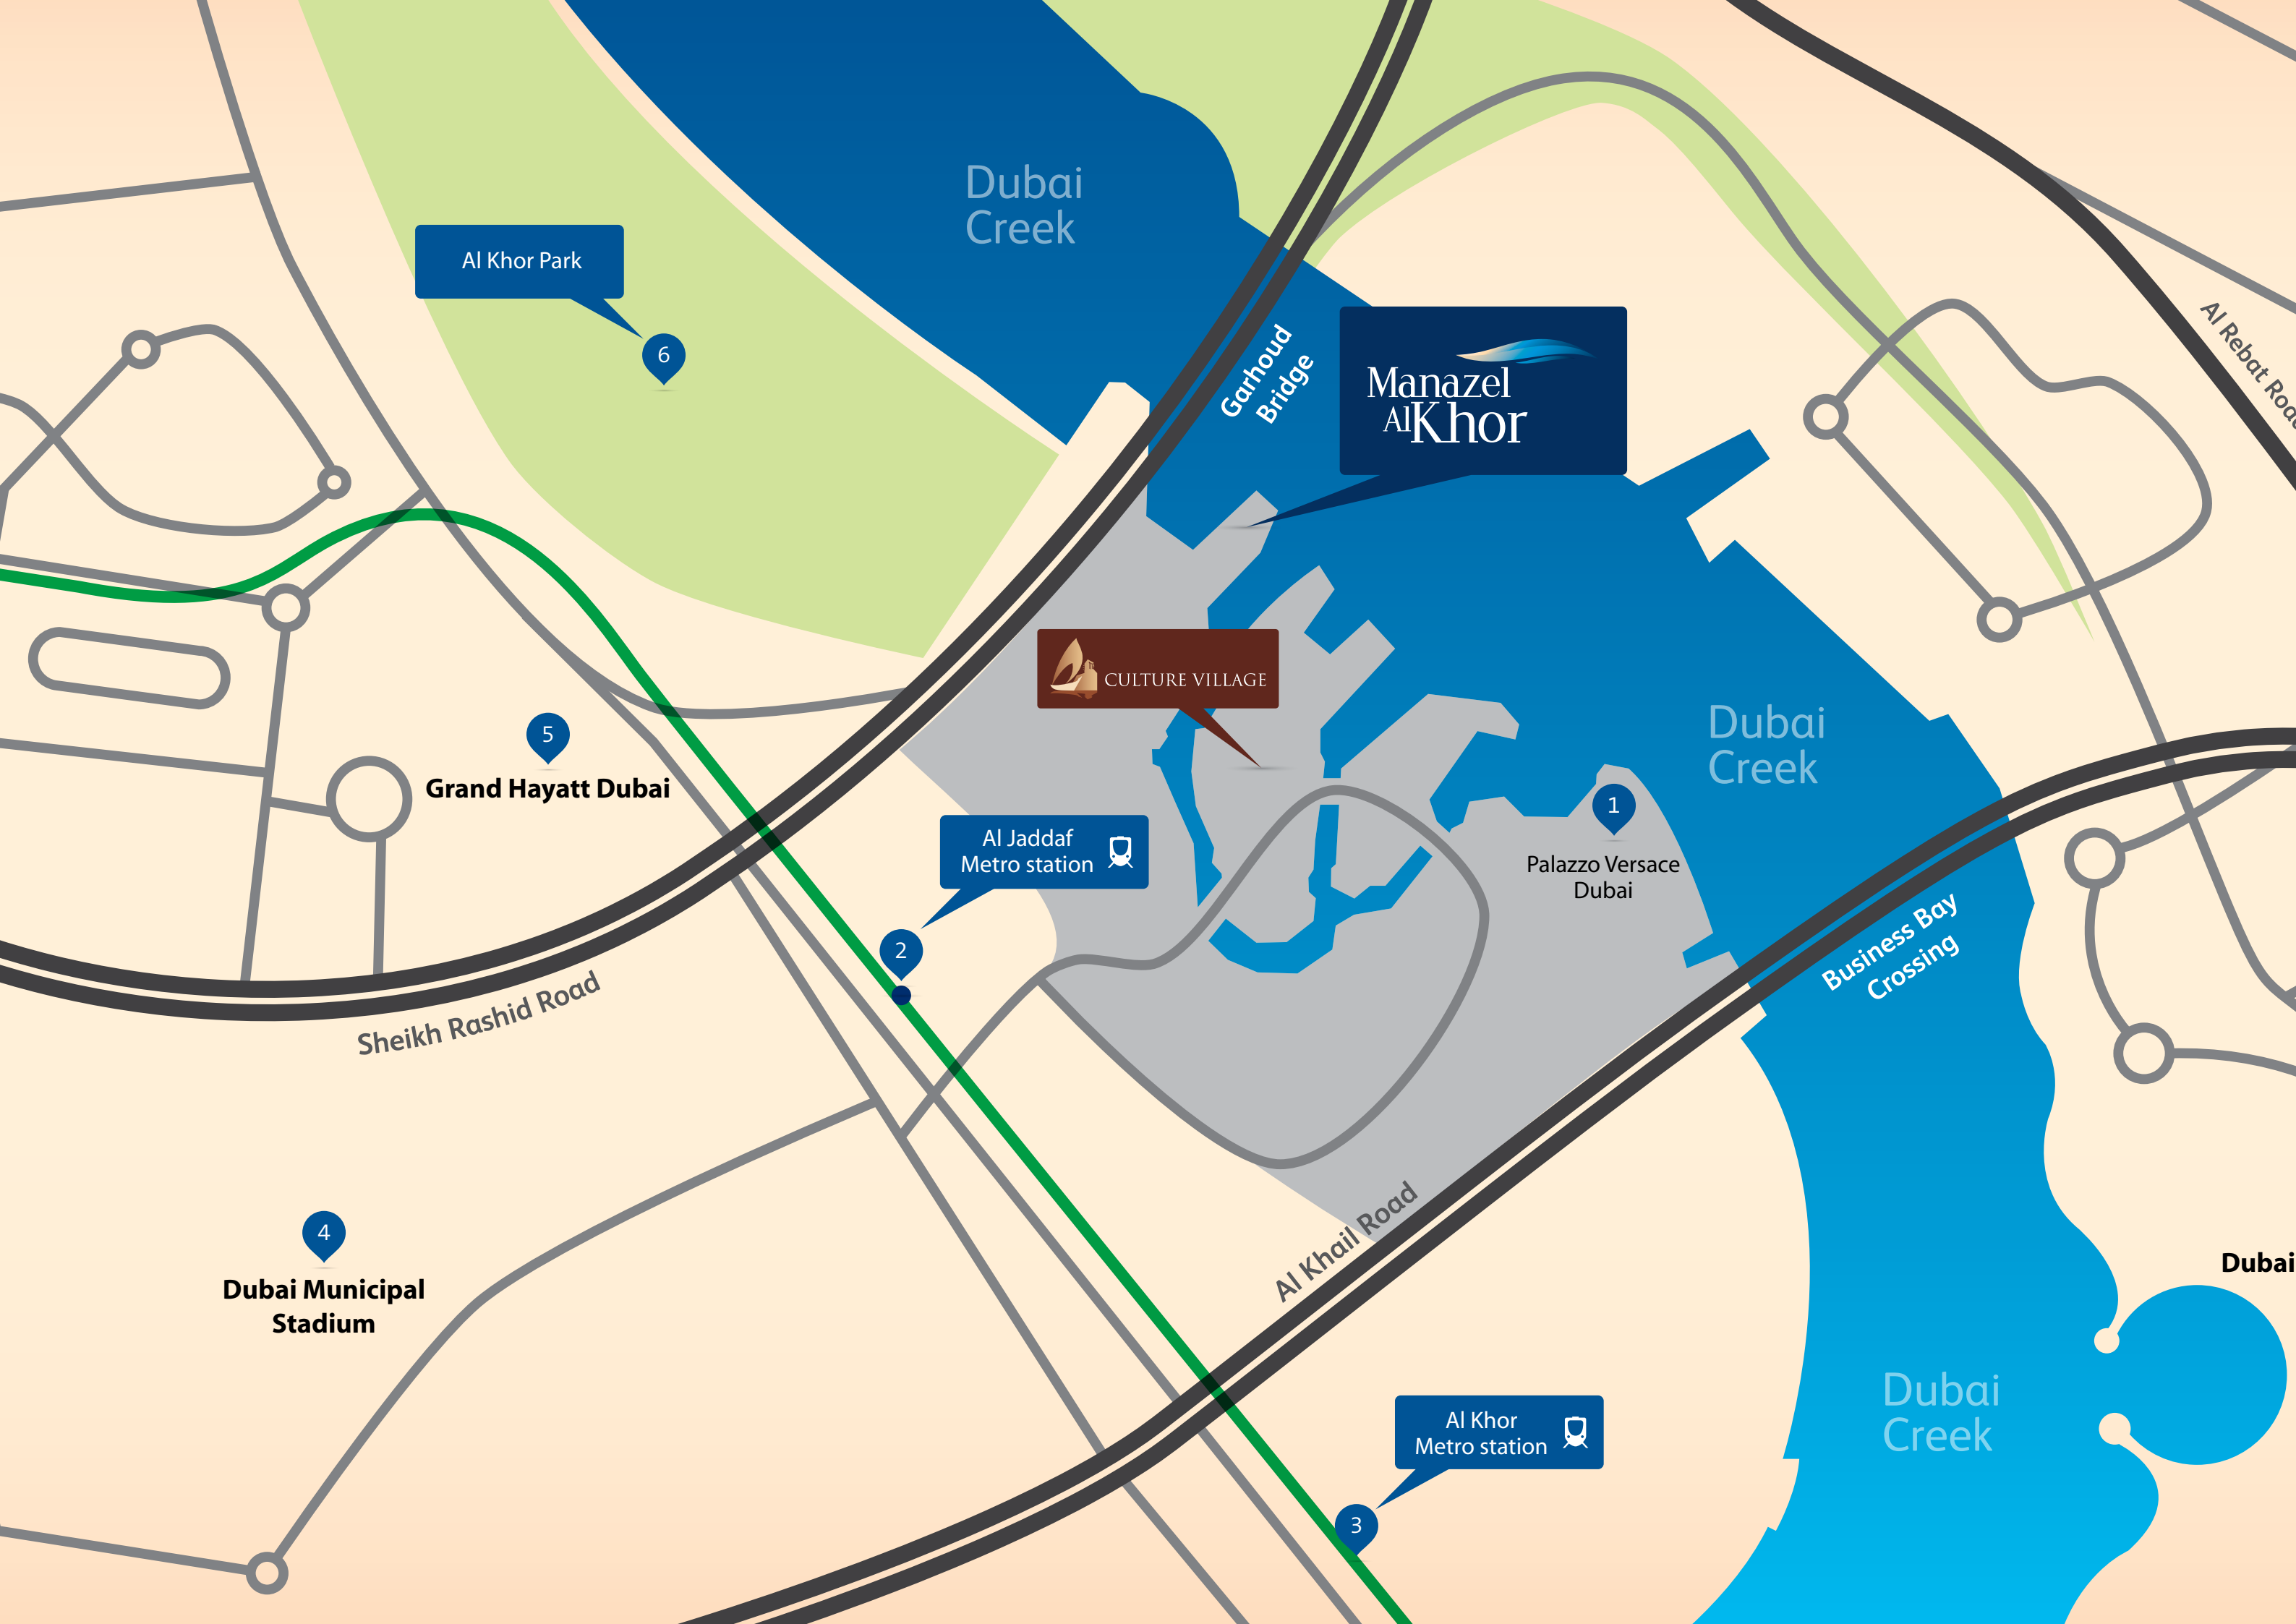 Dubai
Creek
Al Khor Park
6
Garhoud
Bridge
Manazel
Al Khor
Al Rebat Road
CULTURE VILLAGE
5
Grand Hayatt Dubai
Dubai
Creek
1
Palazzo Versace
Dubai
Al Jaddaf
Metro station
2
Business Bay
Crossing
Sheikh Rashid Road
Al Khail Road
4
Dubai Municipal
Stadium
Dubai
Dubai
Creek
Al Khor
Metro station
3